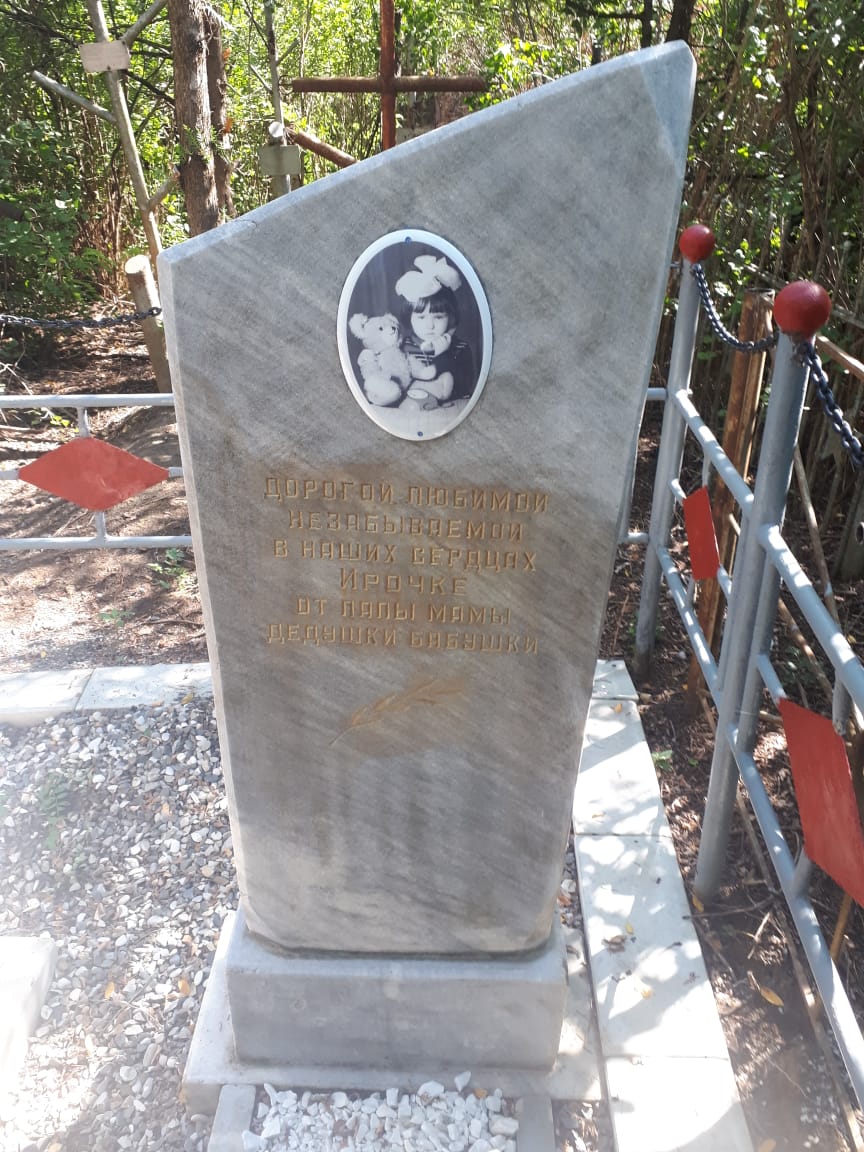 ДОРОГОЙ ЛЮБИМОЙ
НЕЗАБЫВАЕМОЙ
В НАШИХ СЕРДЦАХ
ИРОЧКЕ
ОТ ПАПЫ МАМЫ
ДЕДУШКИ БАБУШКИ